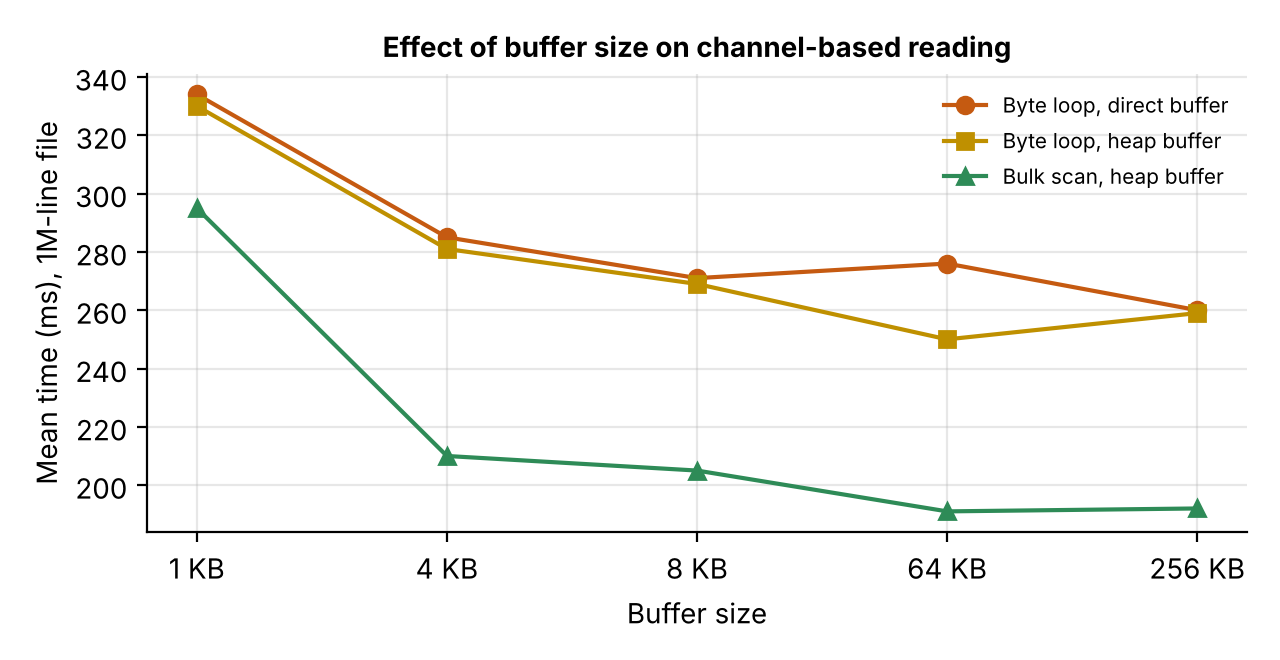 Effect of buffer size on channel-based reading
Mean time (ms), 1M-line file
340
320
300
280
260
240
220
200
Byte loop, direct buffer
Byte loop, heap buffer
Bulk scan, heap buffer
1 KB 4 KB 8 KB 64 KB 256 KB
Buffer size